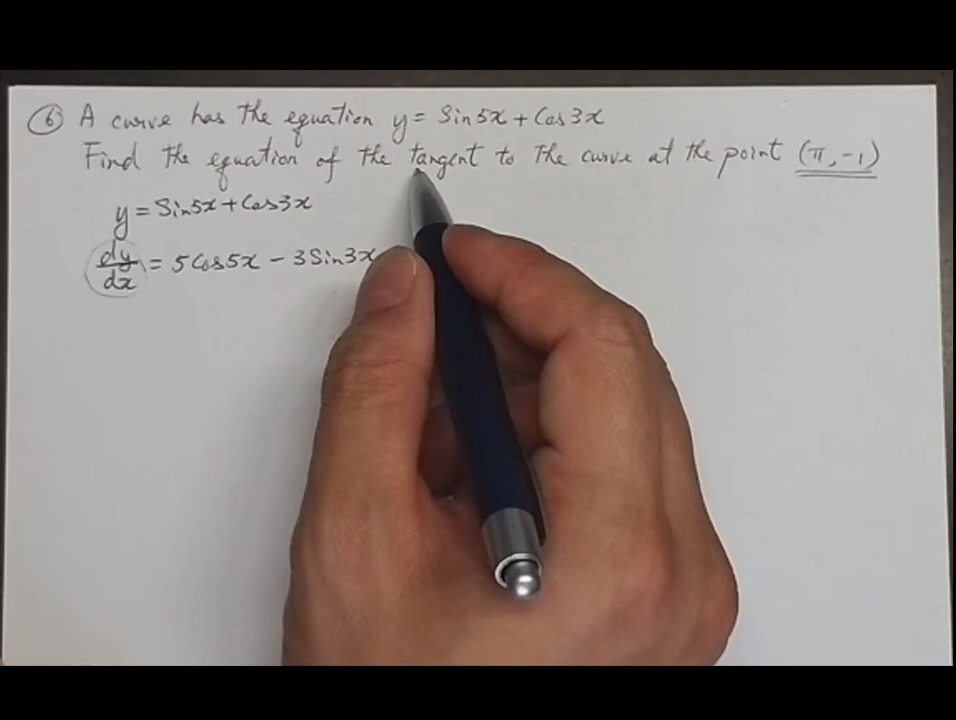 6 A curve has the equation y = Sin5x + Cos3x
Find the equation of the tangent to the curve at the point (π, -1)
y = Sin5x + Cos3x
dy/dx = 5Cos5x - 3Sin3x